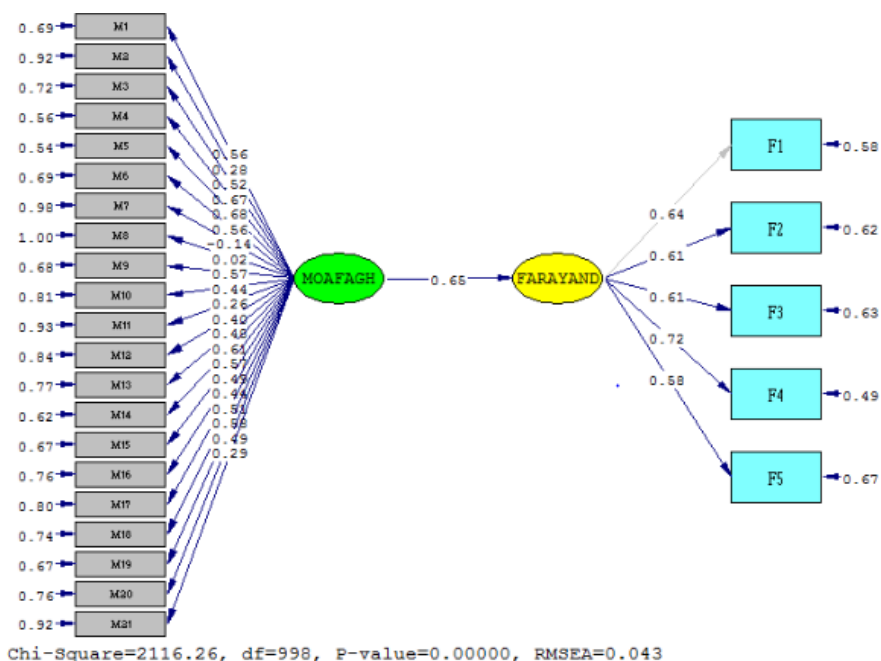 0.69 M1
0.92 M2
0.72 M3
0.56 M4
0.54 M5
0.69 M6
0.98 M7
1.00 M8
0.68 M9
0.81 M10
0.93 M11
0.84 M12
0.77 M13
0.62 M14
0.67 M15
0.76 M16
0.80 M17
0.74 M18
0.67 M19
0.76 M20
0.92 M21
0.56
0.28
0.52
0.67
0.68
0.56
-0.14
0.02
0.57
0.44
0.26
0.40
0.48
0.61
0.57
0.49
0.44
0.51
0.58
0.49
0.29
MOAFAGH
0.65
FARAYAND
0.64
0.61
0.61
0.72
0.58
F1 0.58
F2 0.62
F3 0.63
F4 0.49
F5 0.67
Chi-Square=2116.26, df=998, P-value=0.00000, RMSEA=0.043